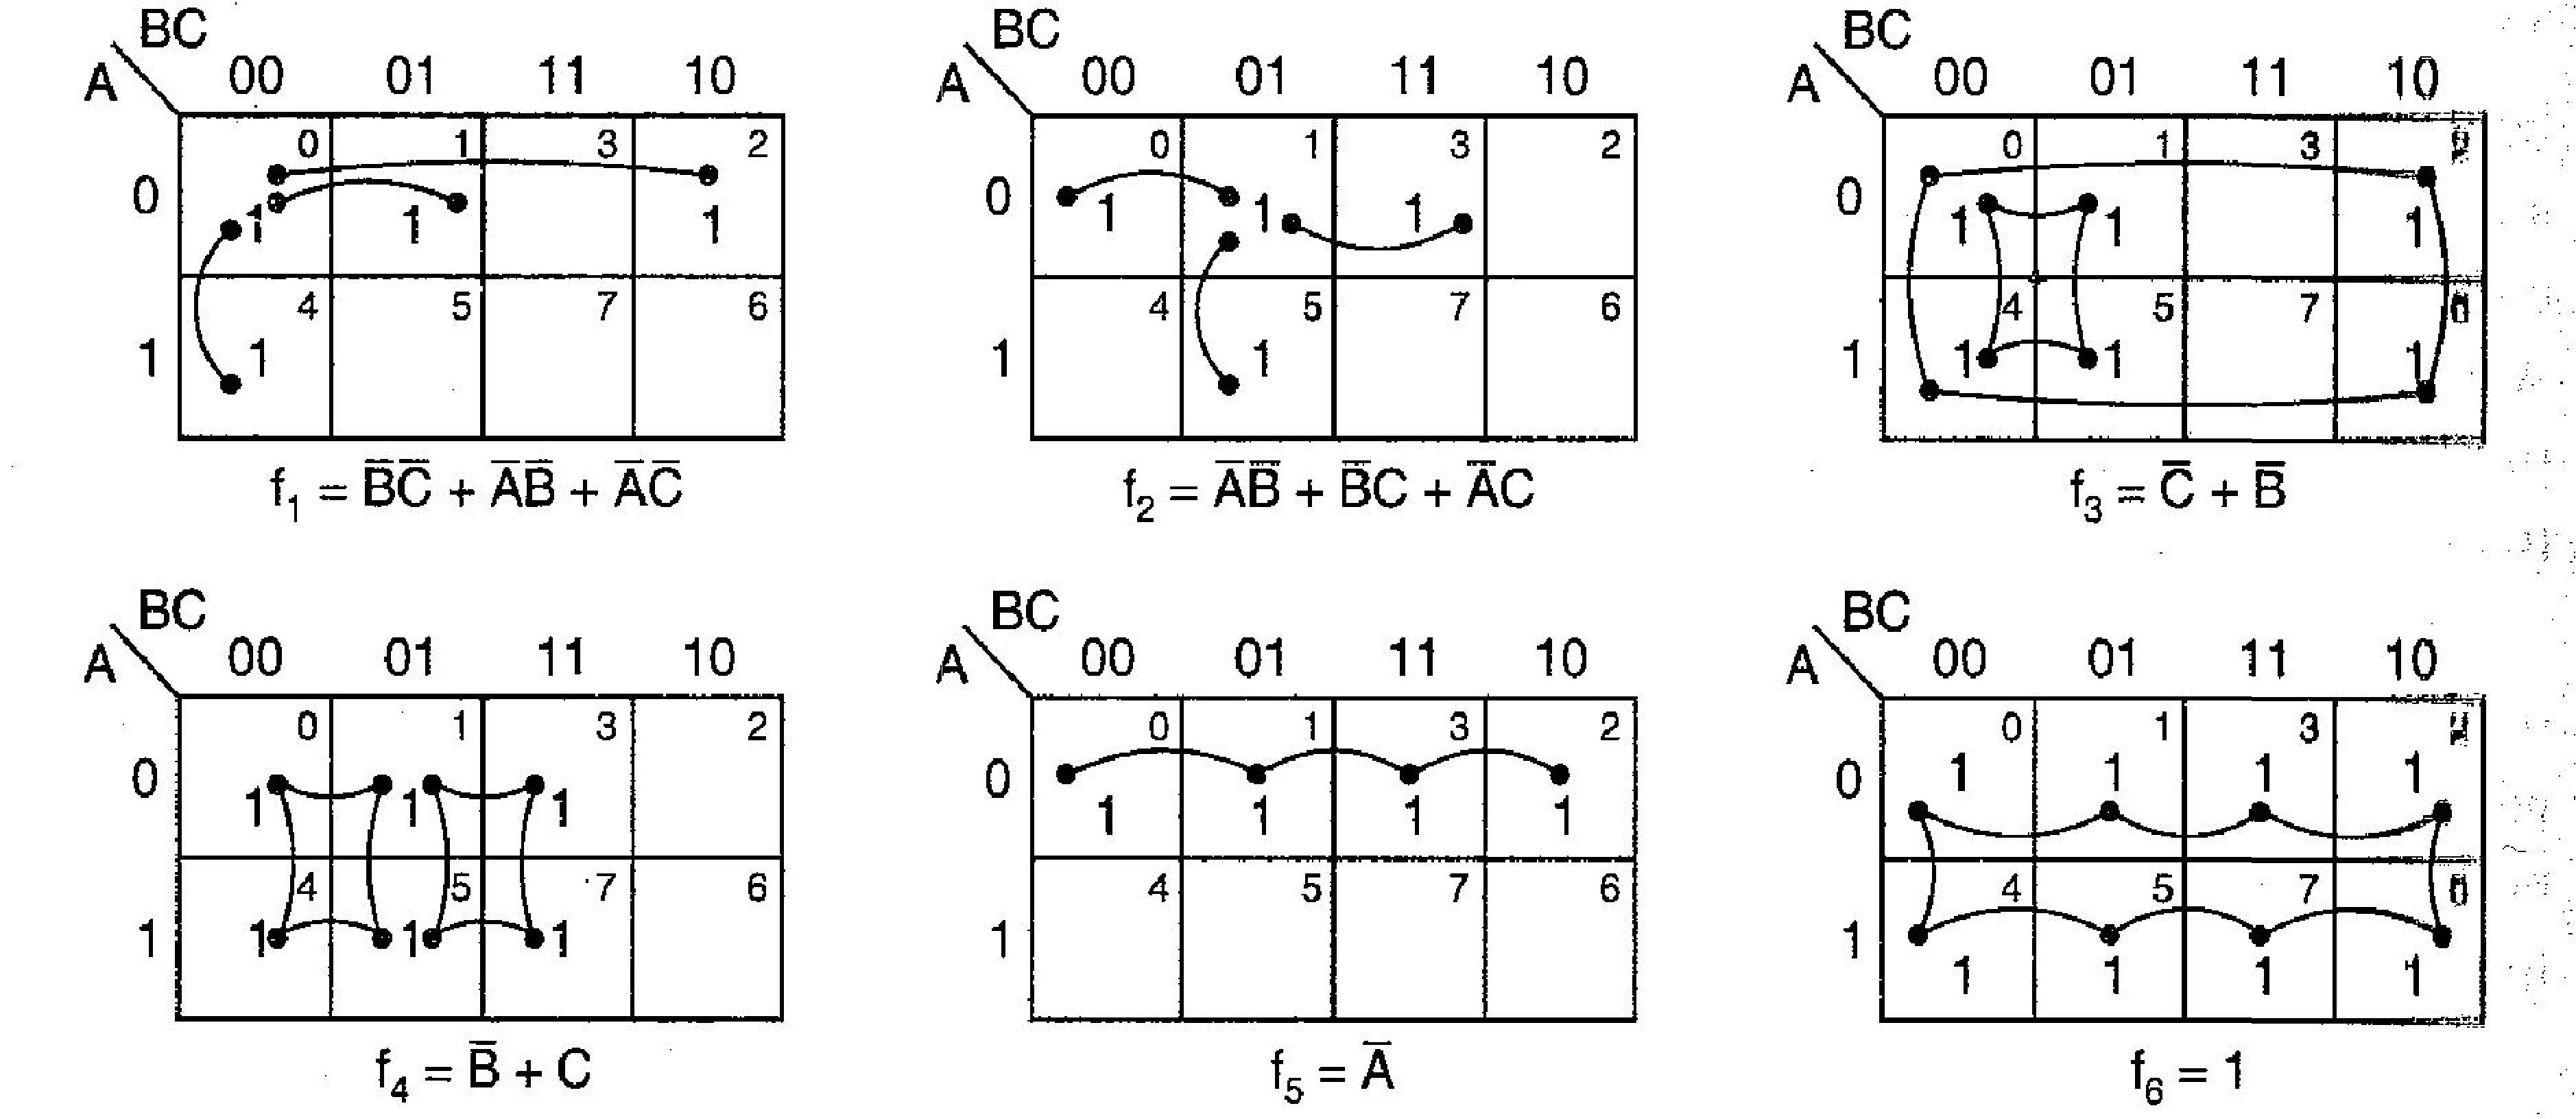 BC BC BC
A 00 01 11 10 A 00 01 11 10 A 00 01 11 10
0 1 3 2 0 1 3 2 0 1 3
0 1 1 1 0 1 1 1 0 1 1 1
4 5 7 6 4 5 7 6 4 5 7
1 1 1 1 1 1 1 1
f₁ = B̅C̅ + A̅B̅ + A̅C̅ f₂ = A̅B̅ + B̅C + A̅C f₃ = C̅ + B̅
BC BC BC
A 00 01 11 10 A 00 01 11 10 A 00 01 11 10
0 1 3 2 0 1 3 2 0 1 3
0 1 1 1 0 1 1 1 1 0 1 1 1 1
4 5 7 6 4 5 7 6 4 5 7
1 1 1 1 1 1 1 1 1 1
f₄ = B̅ + C f₅ = A̅ f₆ = 1